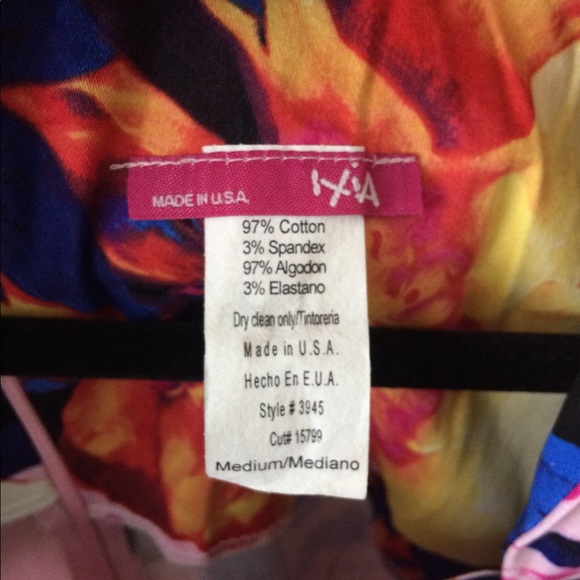 MADE IN U.S.A. IXiA
97% Cotton
3% Spandex
97% Algodon
3% Elastano
Dry clean only/Tintoreria
Made in U.S.A.
Hecho En E.U.A.
Style # 3945
Cut# 15799
Medium/Mediano